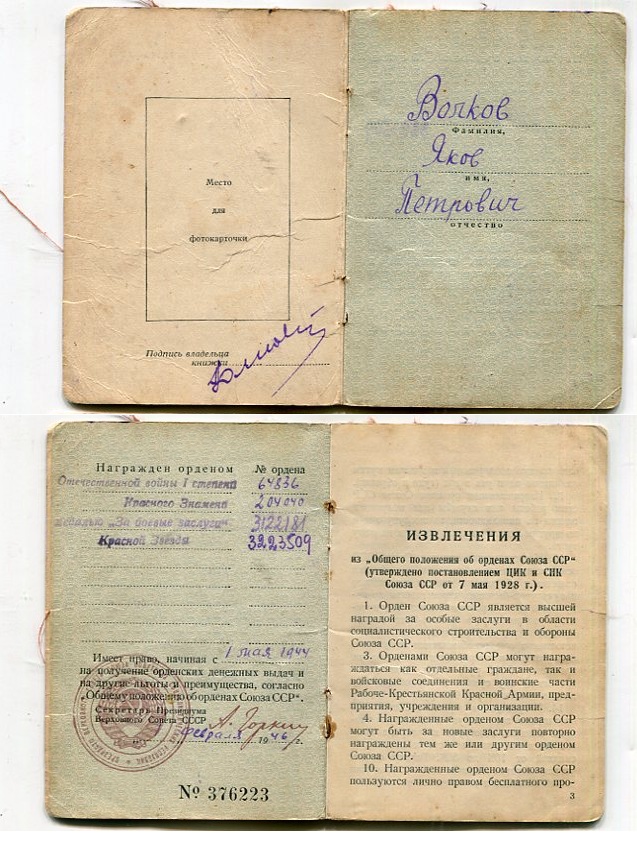 Место
для
фотокарточки
Подпись владельца
книжки
Волков
Фамилия,
Яков
имя,
Петрович
отчество
Награжден орденом № ордена
Отечественной войны I степени 64836
Красного Знамени 204040
медалью „За боевые заслуги“ 3122181
Красной Звезды 3223509
Имеет право, начиная с 1 мая 1944
на получение орденских денежных выдач и
на другие льготы и преимущества, согласно
„Общему положению об орденах Союза ССР“.
Секретарь Президиума
Верховного Совета СССР А. Горкин
февраля 1946 г.
№ 376223
ИЗВЛЕЧЕНИЯ
из „Общего положения об орденах Союза ССР“
(утверждено постановлением ЦИК и СНК
Союза ССР от 7 мая 1928 г.).
1. Орден Союза ССР является высшей
наградой за особые заслуги в области
социалистического строительства и обороны
Союза ССР.
3. Орденами Союза ССР могут награ-
ждаться как отдельные граждане, так и
войсковые соединения и воинские части
Рабоче-Крестьянской Красной Армии, пред-
приятия, учреждения и организации.
4. Награжденные орденом Союза ССР
могут быть за новые заслуги повторно
награждены тем же или другим орденом
Союза ССР.
10. Награжденные орденом Союза ССР
пользуются лично правом бесплатного про-
3